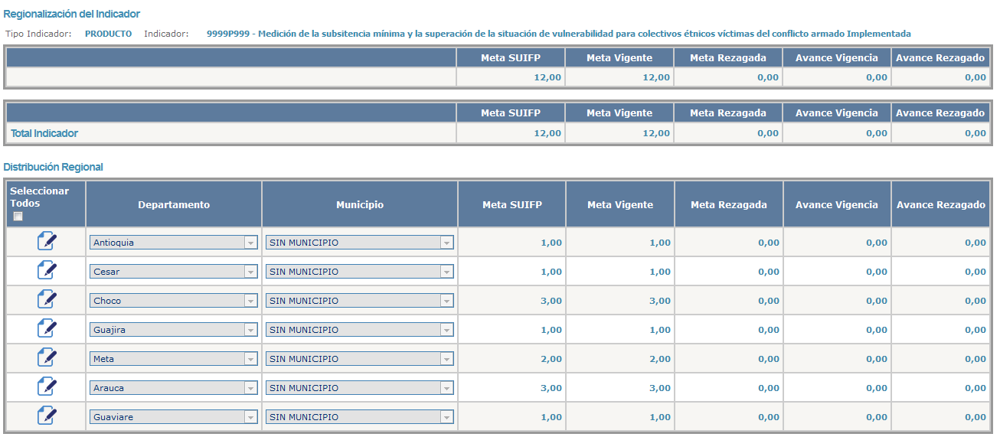 Regionalización del Indicador
Tipo Indicador: PRODUCTO Indicador: 9999P999 - Medición de la subsitencia mínima y la superación de la situación de vulnerabilidad para colectivos étnicos víctimas del conflicto armado Implementada
Meta SUIFP Meta Vigente Meta Rezagada Avance Vigencia Avance Rezagado
12,00 12,00 0,00 0,00 0,00
Meta SUIFP Meta Vigente Meta Rezagada Avance Vigencia Avance Rezagado
Total Indicador 12,00 12,00 0,00 0,00 0,00
Distribución Regional
Seleccionar Todos Departamento Municipio Meta SUIFP Meta Vigente Meta Rezagada Avance Vigencia Avance Rezagado
Antioquia SIN MUNICIPIO 1,00 1,00 0,00 0,00 0,00
Cesar SIN MUNICIPIO 1,00 1,00 0,00 0,00 0,00
Choco SIN MUNICIPIO 3,00 3,00 0,00 0,00 0,00
Guajira SIN MUNICIPIO 1,00 1,00 0,00 0,00 0,00
Meta SIN MUNICIPIO 2,00 2,00 0,00 0,00 0,00
Arauca SIN MUNICIPIO 3,00 3,00 0,00 0,00 0,00
Guaviare SIN MUNICIPIO 1,00 1,00 0,00 0,00 0,00